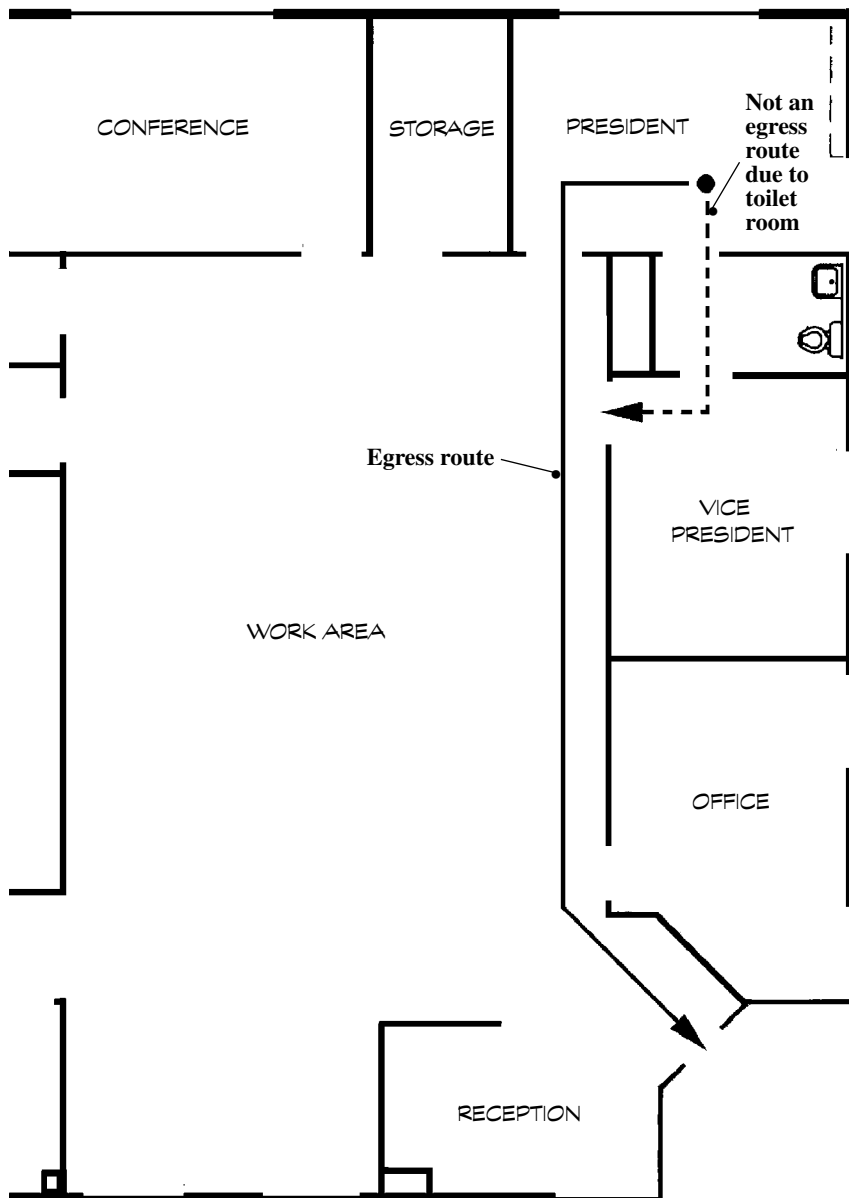 CONFERENCE
STORAGE
PRESIDENT
Not an
egress
route
due to
toilet
room
Egress route
VICE
PRESIDENT
WORK AREA
OFFICE
RECEPTION